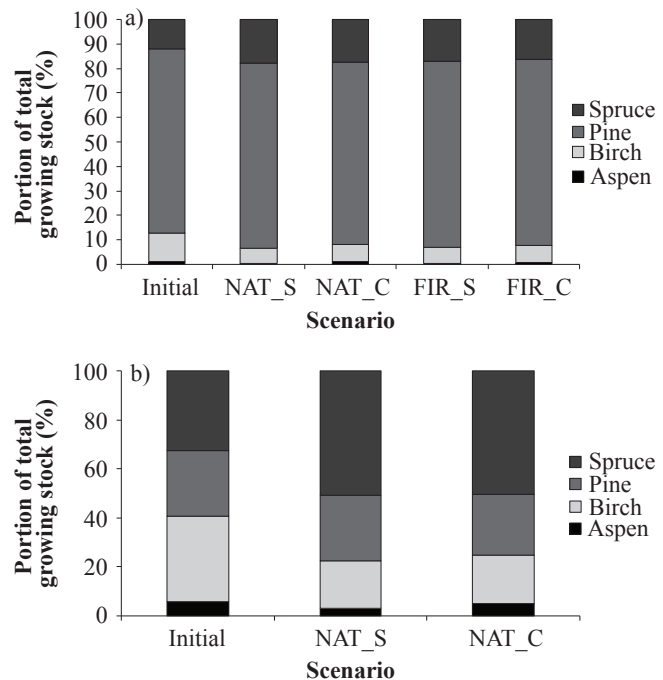 a)
Portion of total
growing stock (%)
100
90
80
70
60
50
40
30
20
10
0
Initial NAT_S NAT_C FIR_S FIR_C
Scenario
Spruce
Pine
Birch
Aspen
b)
Portion of total
growing stock (%)
100
80
60
40
20
0
Initial NAT_S NAT_C
Scenario
Spruce
Pine
Birch
Aspen